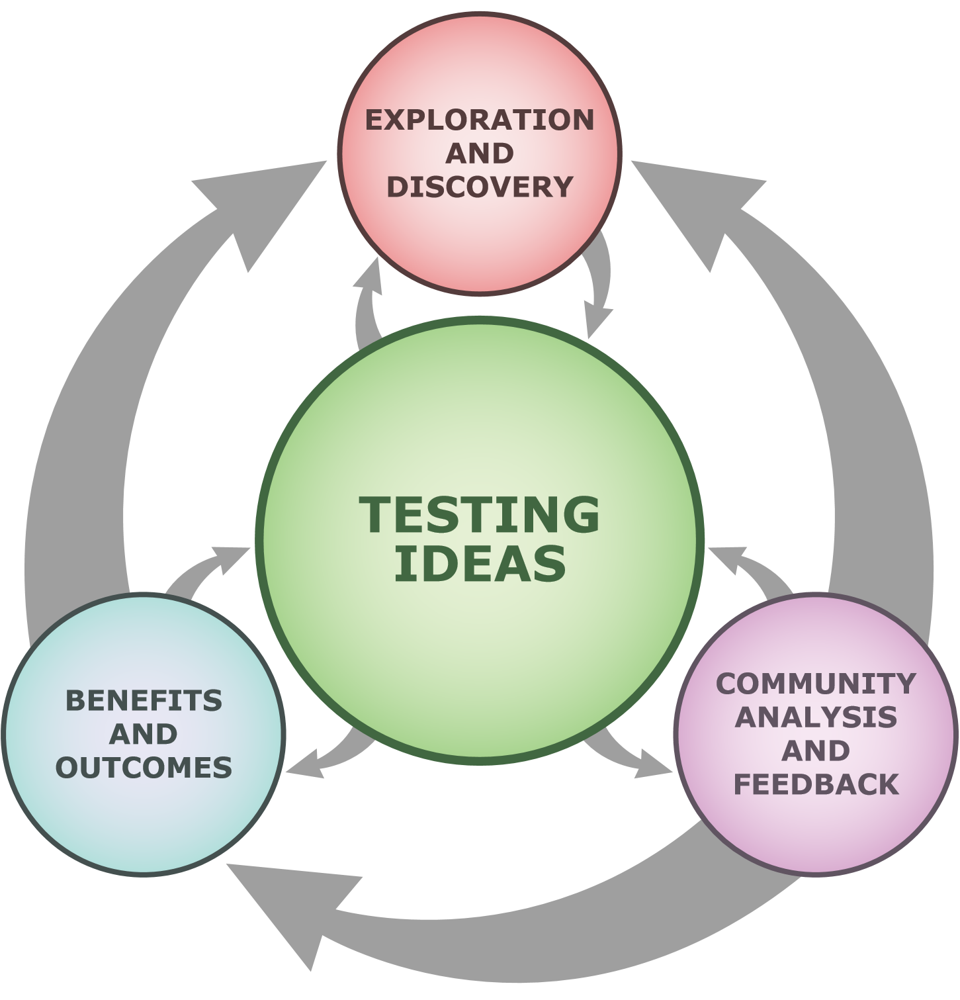 EXPLORATION
AND
DISCOVERY
TESTING
IDEAS
BENEFITS
AND
OUTCOMES
COMMUNITY
ANALYSIS
AND
FEEDBACK